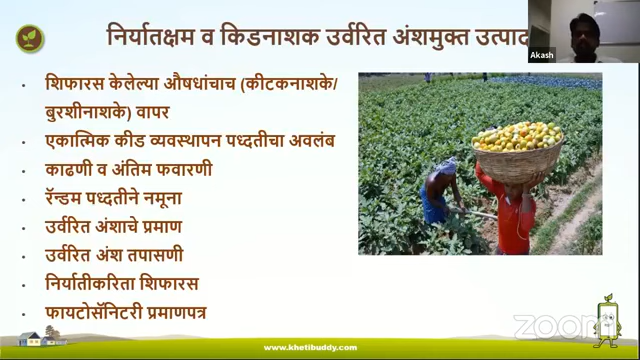 निर्यातक्षम व किडनाशक उर्वरित अंशमुक्त
Akash
शिफारस केलेल्या औषधांचाच (कीटकनाशके/
बुरशीनाशके) वापर
एकात्मिक कीड व्यवस्थापन पध्दतीचा अवलंब
काढणी व अंतिम फवारणी
रॅन्डम पध्दतीने नमूना
उर्वरित अंशाचे प्रमाण
उर्वरित अंश तपासणी
निर्यातीकरिता शिफारस
फायटोसॅनिटरी प्रमाणपत्र
zoom
www.khetibuddy.com